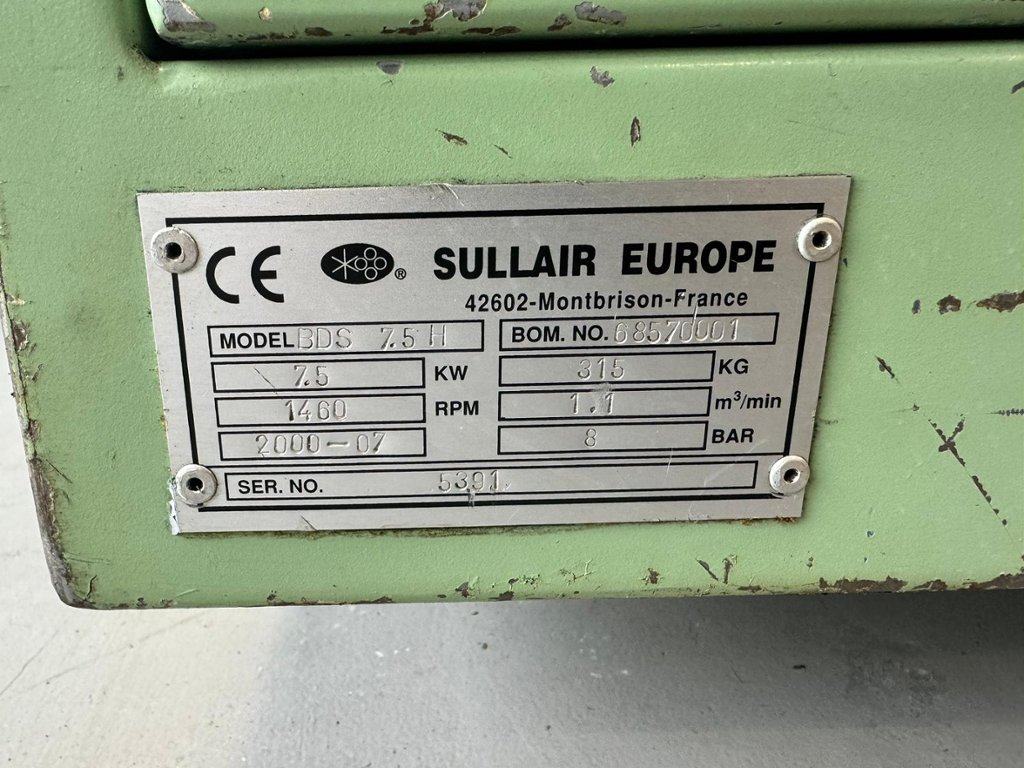 CE ® SULLAIR EUROPE
42602-Montbrison-France
MODEL BDS 7.5 H BOM. NO. 68570001
7.5 KW 315 KG
1460 RPM 1.1 m³/min
2000-07 8 BAR
SER. NO. 5391